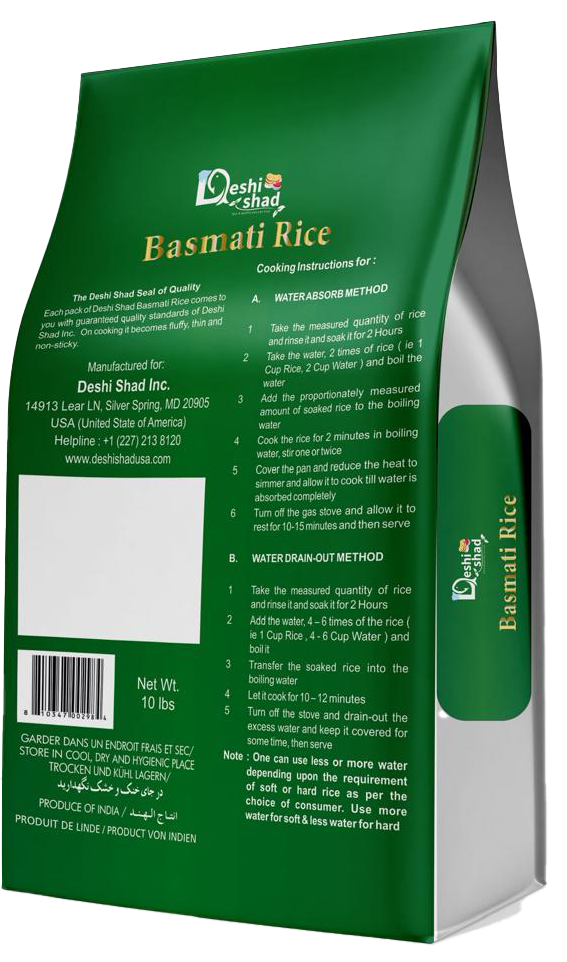 Deshi
shad
Basmati Rice
The Deshi Shad Seal of Quality
Each pack of Deshi Shad Basmati Rice comes to
you with guaranteed quality standards of Deshi
Shad Inc. On cooking it becomes fluffy, thin and
non-sticky.
Manufactured for:
Deshi Shad Inc.
14913 Lear LN, Silver Spring, MD 20905
USA (United State of America)
Helpline : +1 (227) 213 8120
www.deshishadusa.com
8 10347 00298 4
Net Wt.
10 lbs
GARDER DANS UN ENDROIT FRAIS ET SEC/
STORE IN COOL, DRY AND HYGIENIC PLACE
TROCKEN UND KÜHL LAGERN/
در جای خنک و خشک نگهدارید
PRODUCE OF INDIA / انتاج الهند
PRODUIT DE LINDE / PRODUCT VON INDIEN
Cooking Instructions for :
A. WATER ABSORB METHOD
1 Take the measured quantity of rice
and rinse it and soak it for 2 Hours
2 Take the water, 2 times of rice ( ie 1
Cup Rice, 2 Cup Water ) and boil the
water
3 Add the proportionately measured
amount of soaked rice to the boiling
water
4 Cook the rice for 2 minutes in boiling
water, stir one or twice
5 Cover the pan and reduce the heat to
simmer and allow it to cook till water is
absorbed completely
6 Turn off the gas stove and allow it to
rest for 10-15 minutes and then serve
B. WATER DRAIN-OUT METHOD
1 Take the measured quantity of rice
and rinse it and soak it for 2 Hours
2 Add the water, 4 – 6 times of the rice (
ie 1 Cup Rice , 4 - 6 Cup Water ) and
boil it
3 Transfer the soaked rice into the
boiling water
4 Let it cook for 10 – 12 minutes
5 Turn off the stove and drain-out the
excess water and keep it covered for
some time, then serve
Note : One can use less or more water
depending upon the requirement
of soft or hard rice as per the
choice of consumer. Use more
water for soft & less water for hard
Deshi
shad
Basmati Rice